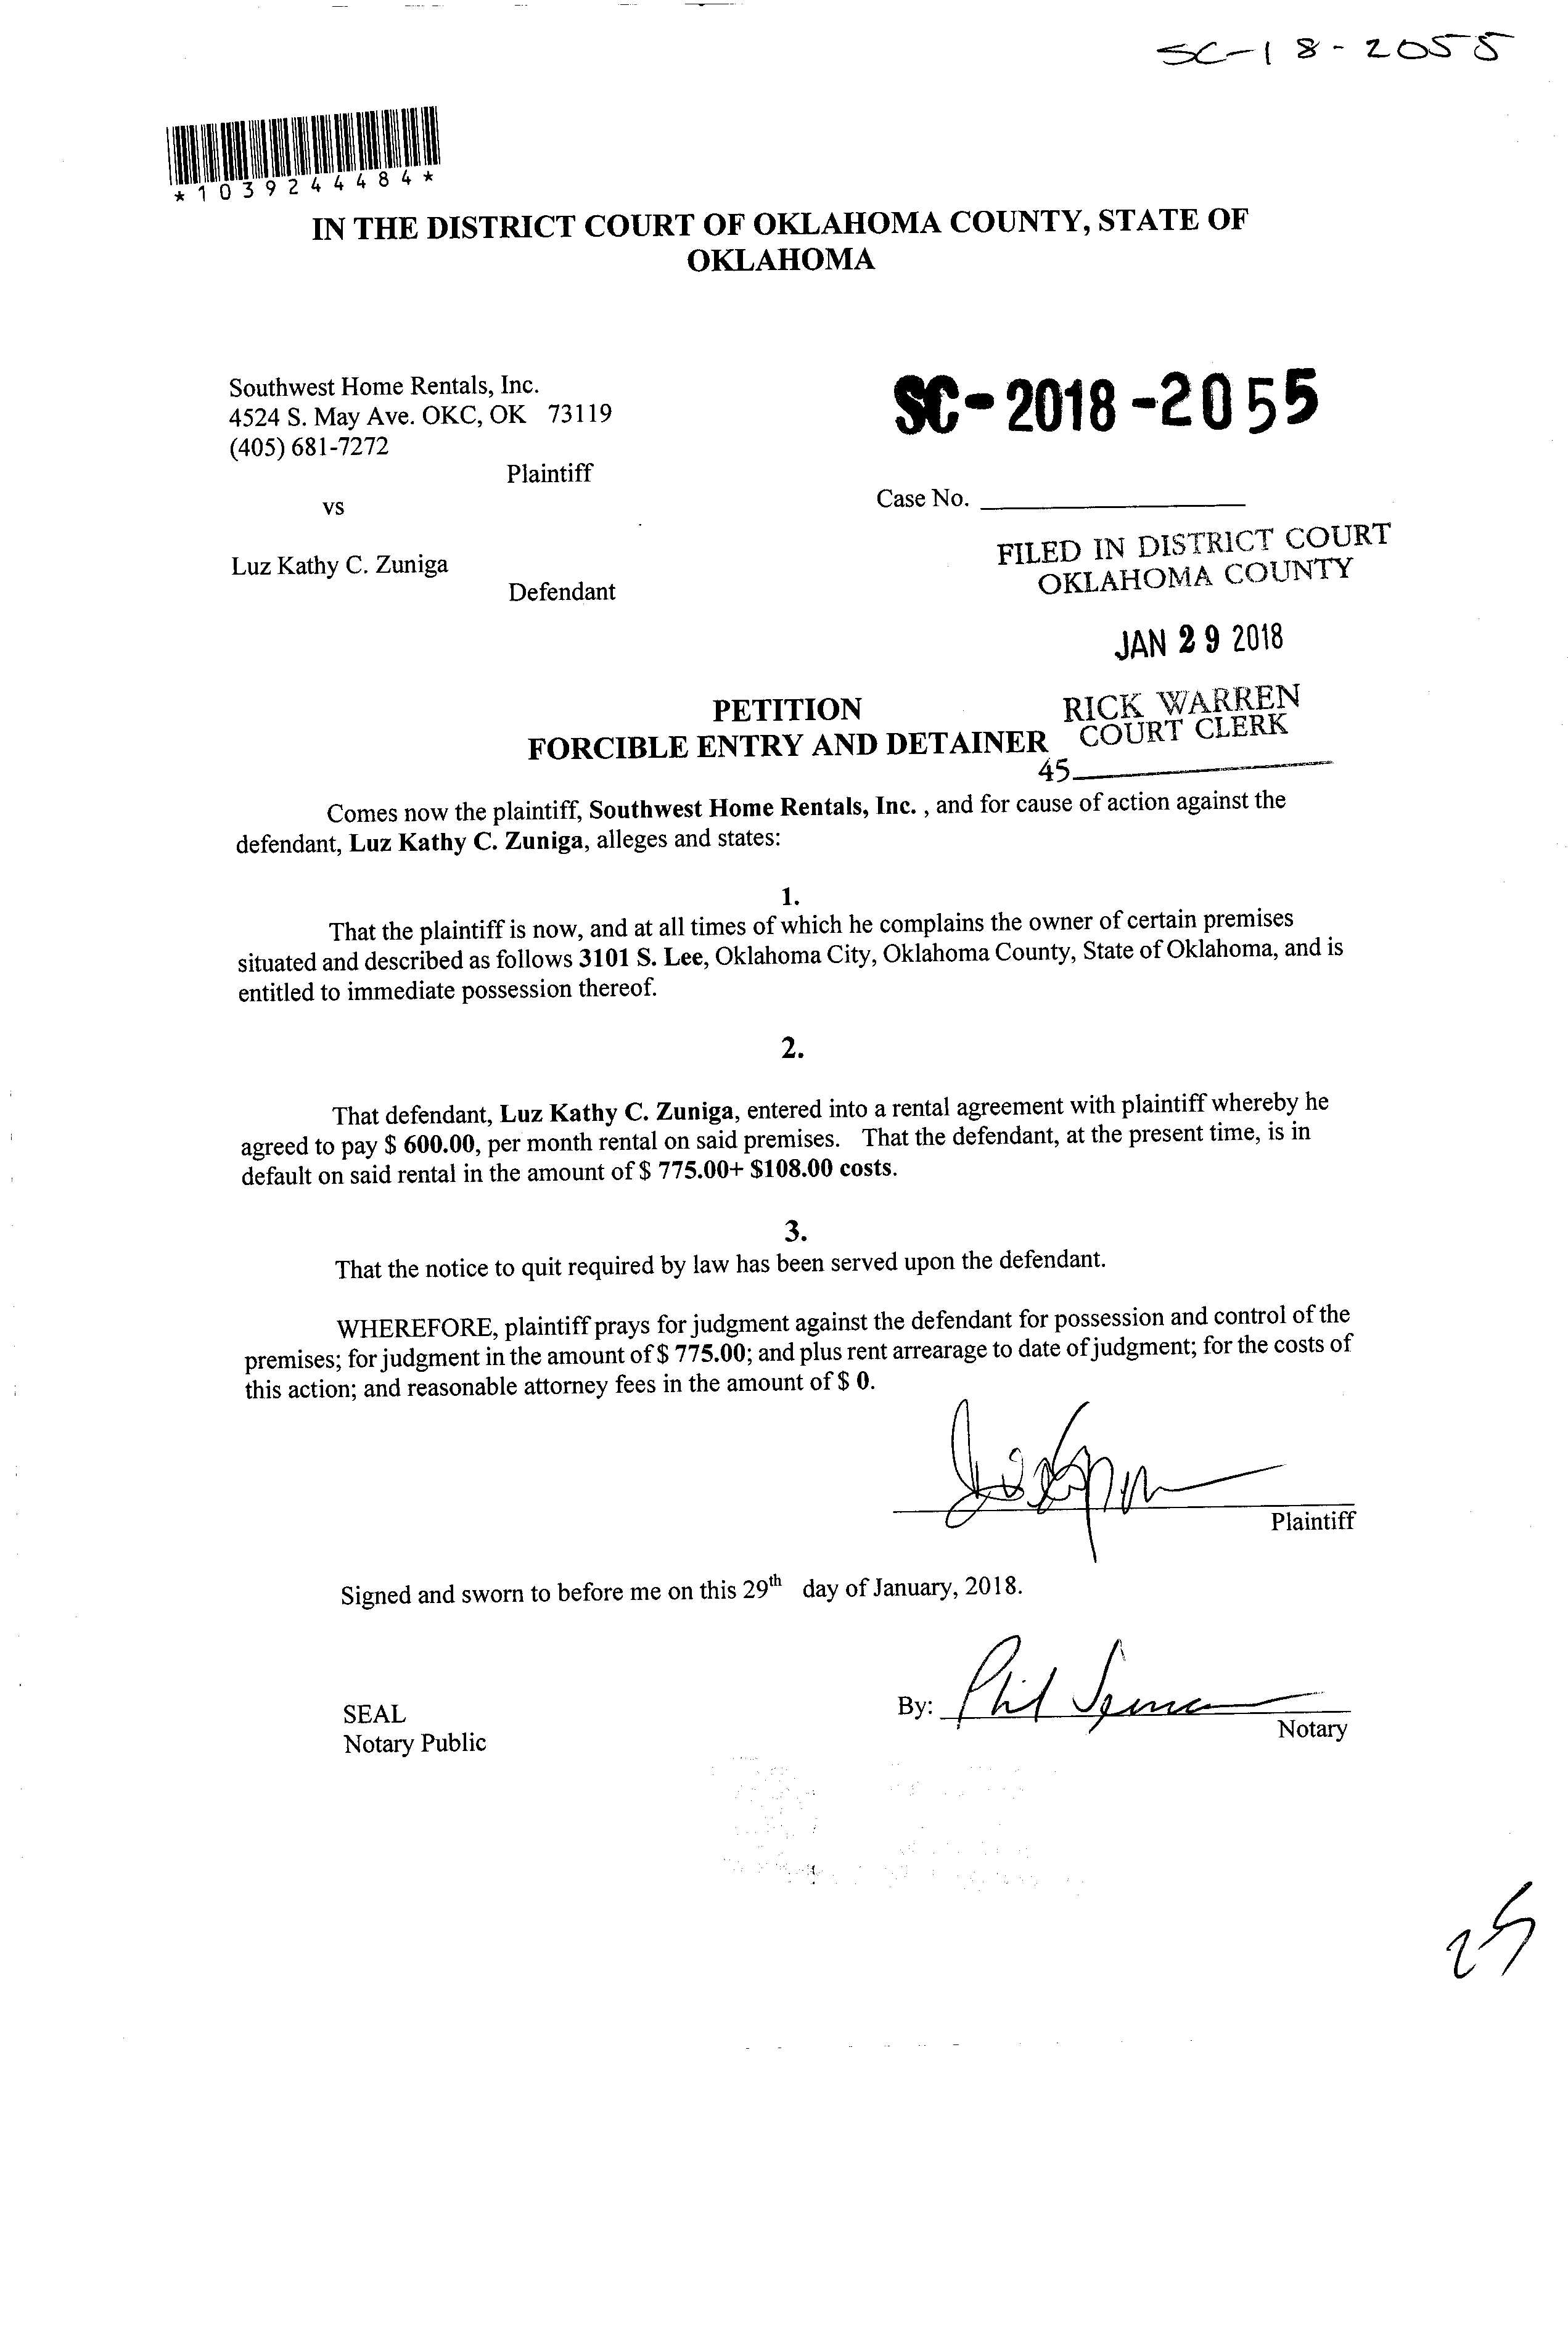 SC-18-2055
*1039244484*
IN THE DISTRICT COURT OF OKLAHOMA COUNTY, STATE OF
OKLAHOMA
Southwest Home Rentals, Inc.
4524 S. May Ave. OKC, OK 73119
(405) 681-7272
Plaintiff
vs
Luz Kathy C. Zuniga
Defendant
SC-2018-2055
Case No.
FILED IN DISTRICT COURT
OKLAHOMA COUNTY
JAN 29 2018
RICK WARREN
COURT CLERK
45
PETITION
FORCIBLE ENTRY AND DETAINER
Comes now the plaintiff, Southwest Home Rentals, Inc. , and for cause of action against the
defendant, Luz Kathy C. Zuniga, alleges and states:
1.
That the plaintiff is now, and at all times of which he complains the owner of certain premises
situated and described as follows 3101 S. Lee, Oklahoma City, Oklahoma County, State of Oklahoma, and is
entitled to immediate possession thereof.
2.
That defendant, Luz Kathy C. Zuniga, entered into a rental agreement with plaintiff whereby he
agreed to pay $ 600.00, per month rental on said premises. That the defendant, at the present time, is in
default on said rental in the amount of $ 775.00+ $108.00 costs.
3.
That the notice to quit required by law has been served upon the defendant.
WHEREFORE, plaintiff prays for judgment against the defendant for possession and control of the
premises; for judgment in the amount of $ 775.00; and plus rent arrearage to date of judgment; for the costs of
this action; and reasonable attorney fees in the amount of $ 0.
Plaintiff
Signed and sworn to before me on this 29th day of January, 2018.
SEAL
Notary Public
By: Phil
Notary